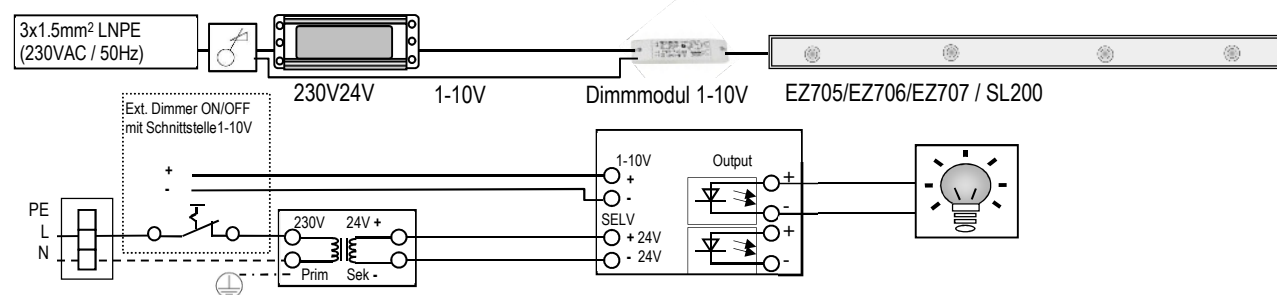 3x1.5mm² LNPE
(230VAC / 50Hz)
230V24V
1-10V
Dimmmodul 1-10V
EZ705/EZ706/EZ707 / SL200
Ext. Dimmer ON/OFF
mit Schnittstelle1-10V
+
-
1-10V
+
-
Output
+
-
PE
L
N
230V
24V +
SELV
+ 24V
- 24V
+
-
Prim
Sek -